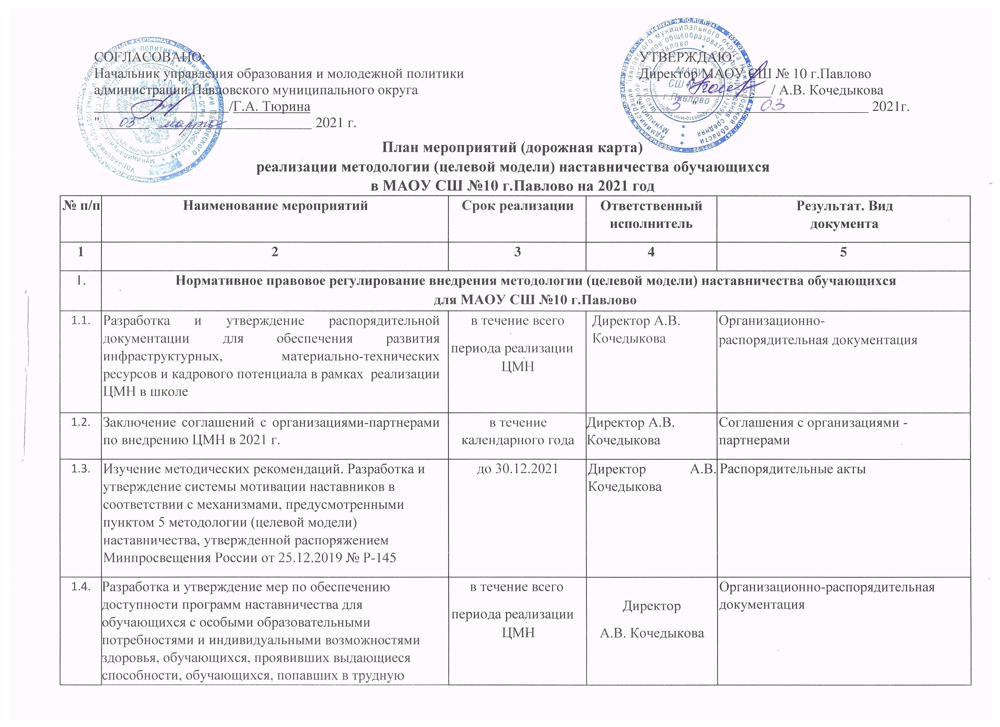 СОГЛАСОВАНО:
Начальник управления образования и молодежной политики
администрации Павловского муниципального округа
/Г.А. Тюрина
" 03 " марта 2021 г.
УТВЕРЖДАЮ:
Директор МАОУ СШ № 10 г.Павлово
/ А.В. Кочедыкова
" 3 " 03 2021г.
МАОУ
СШ №
г.Павлово
План мероприятий (дорожная карта)
реализации методологии (целевой модели) наставничества обучающихся
в МАОУ СШ №10 г.Павлово на 2021 год
№ п/п
Наименование мероприятий
Срок реализации
Ответственный
исполнитель
Результат. Вид
документа
1
2
3
4
5
1.
Нормативное правовое регулирование внедрения методологии (целевой модели) наставничества обучающихся
для МАОУ СШ №10 г.Павлово
1.1.
Разработка и утверждение распорядительной
документации для обеспечения развития
инфраструктурных, материально-технических
ресурсов и кадрового потенциала в рамках реализации
ЦМН в школе
в течение всего
периода реализации
ЦМН
Директор А.В.
Кочедыкова
Организационно-
распорядительная документация
1.2.
Заключение соглашений с организациями-партнерами
по внедрению ЦМН в 2021 г.
в течение
календарного года
Директор А.В.
Кочедыкова
Соглашения с организациями -
партнерами
1.3.
Изучение методических рекомендаций. Разработка и
утверждение системы мотивации наставников в
соответствии с механизмами, предусмотренными
пунктом 5 методологии (целевой модели)
наставничества, утвержденной распоряжением
Минпросвещения России от 25.12.2019 № Р-145
до 30.12.2021
Директор А.В.
Кочедыкова
Распорядительные акты
1.4.
Разработка и утверждение мер по обеспечению
доступности программ наставничества для
обучающихся с особыми образовательными
потребностями и индивидуальными возможностями
здоровья, обучающихся, проявивших выдающиеся
способности, обучающихся, попавших в трудную
в течение всего
периода реализации
ЦМН
Директор
А.В. Кочедыкова
Организационно-распорядительная
документация